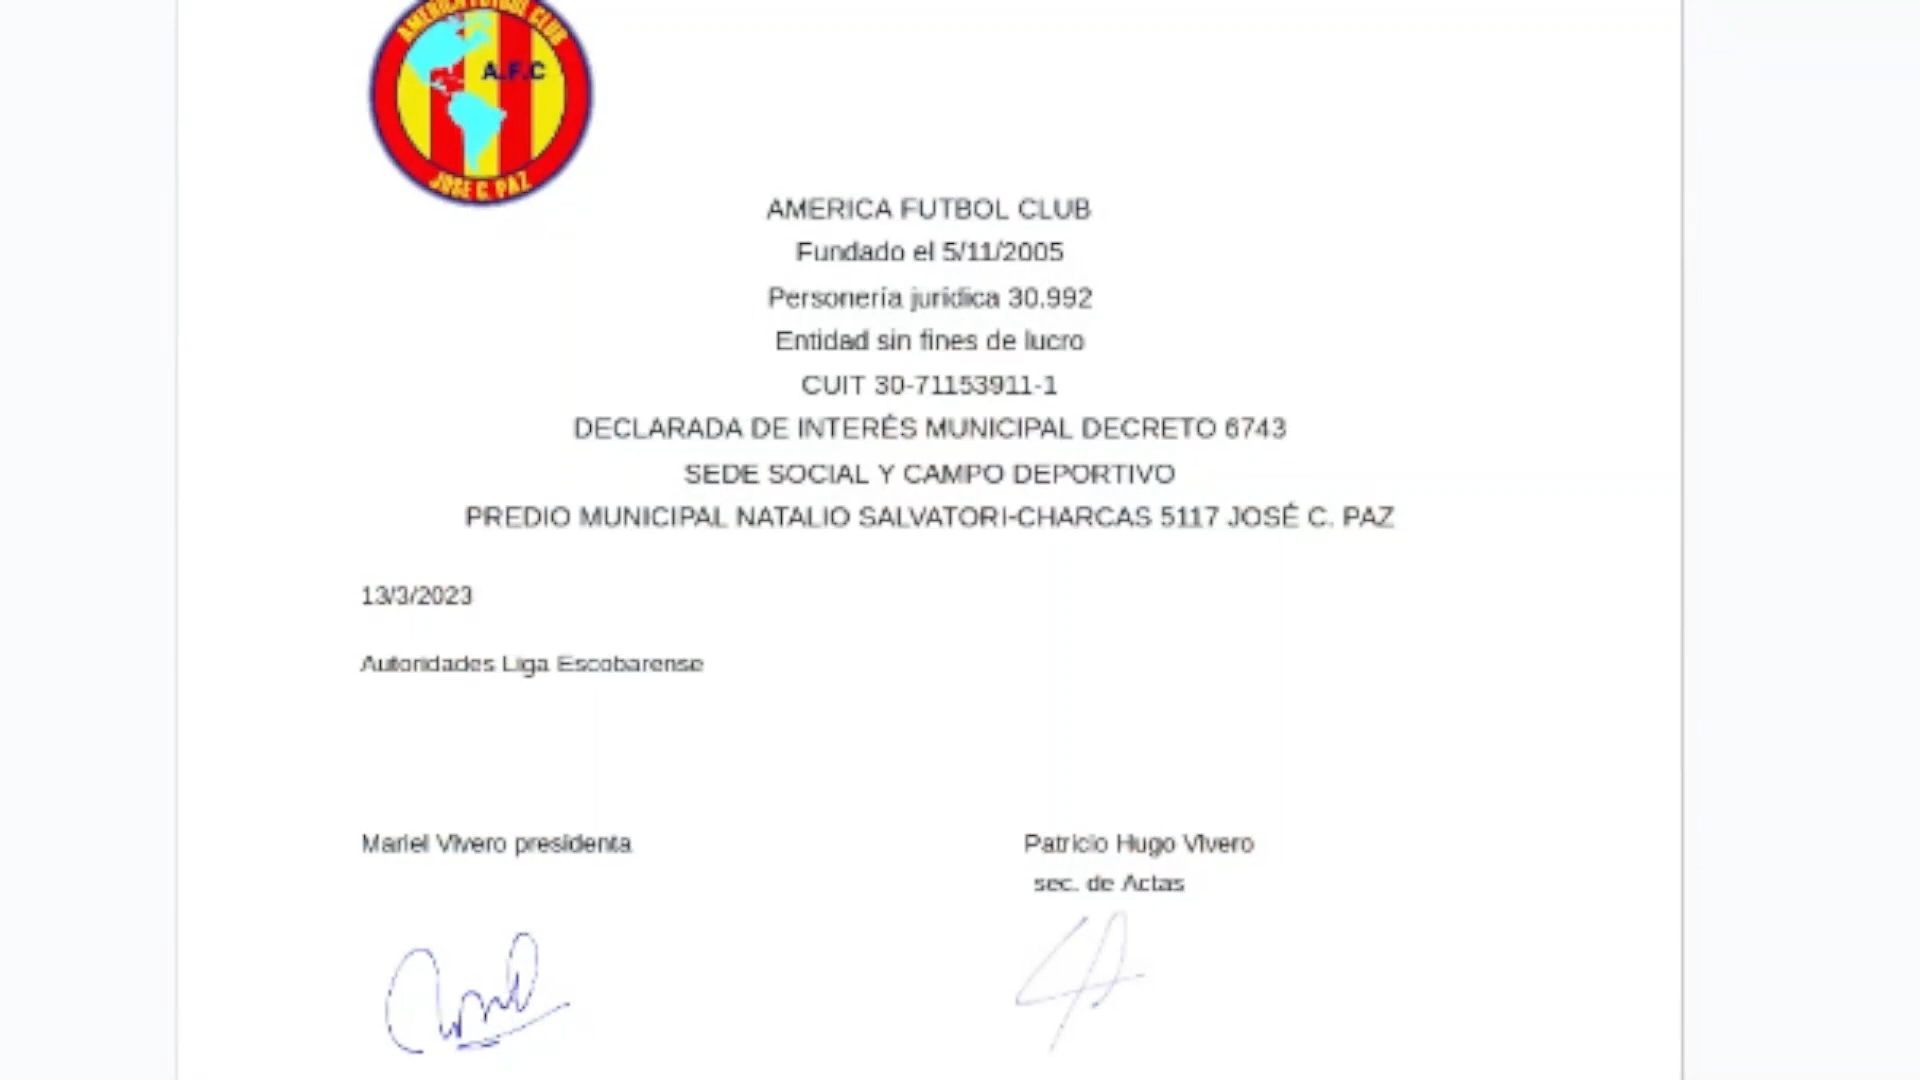 AMERICA FUTBOL CLUB
A.F.C
JOSE C. PAZ
AMERICA FUTBOL CLUB
Fundado el 5/11/2005
Personería jurídica 30.992
Entidad sin fines de lucro
CUIT 30-71153911-1
DECLARADA DE INTERÉS MUNICIPAL DECRETO 6743
SEDE SOCIAL Y CAMPO DEPORTIVO
PREDIO MUNICIPAL NATALIO SALVATORI-CHARCAS 5117 JOSÉ C. PAZ
13/3/2023
Autoridades Liga Escobarense
Mariel Vivero presidenta
Patricio Hugo Vivero
sec. de Actas